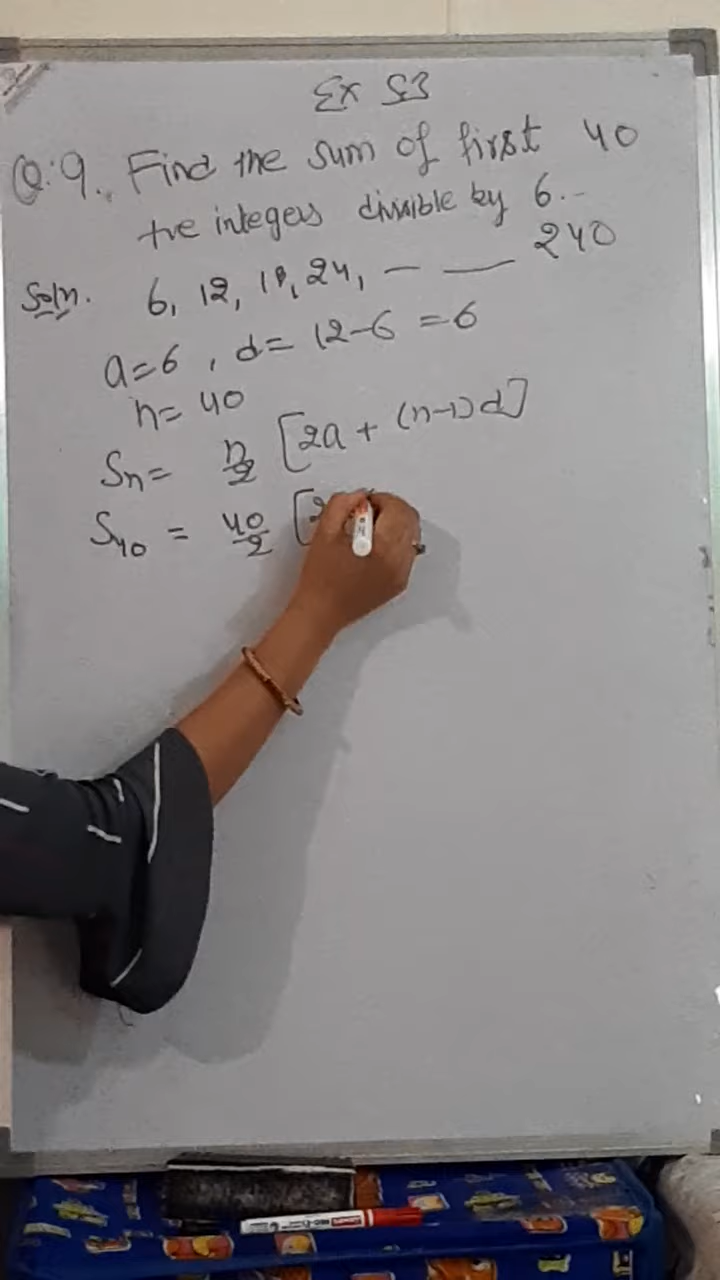 Ex 5.3
Q:9. Find the sum of first 40
+ve integers divisible by 6.
Soln. 6, 12, 18, 24, — — 240
a=6, d= 12-6 =6
n= 40
Sn= n/2 [2a + (n-1)d]
S40 = 40/2 [2